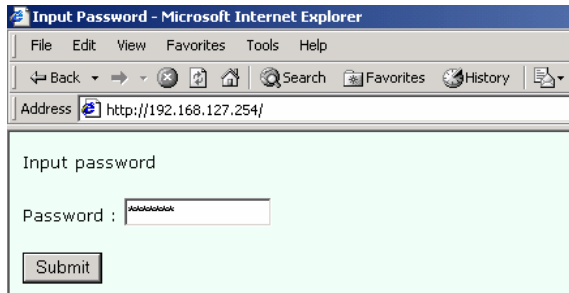 Input Password - Microsoft Internet Explorer
File Edit View Favorites Tools Help
Back Search Favorites History
Address http://192.168.127.254/
Input password
Password : ********
Submit